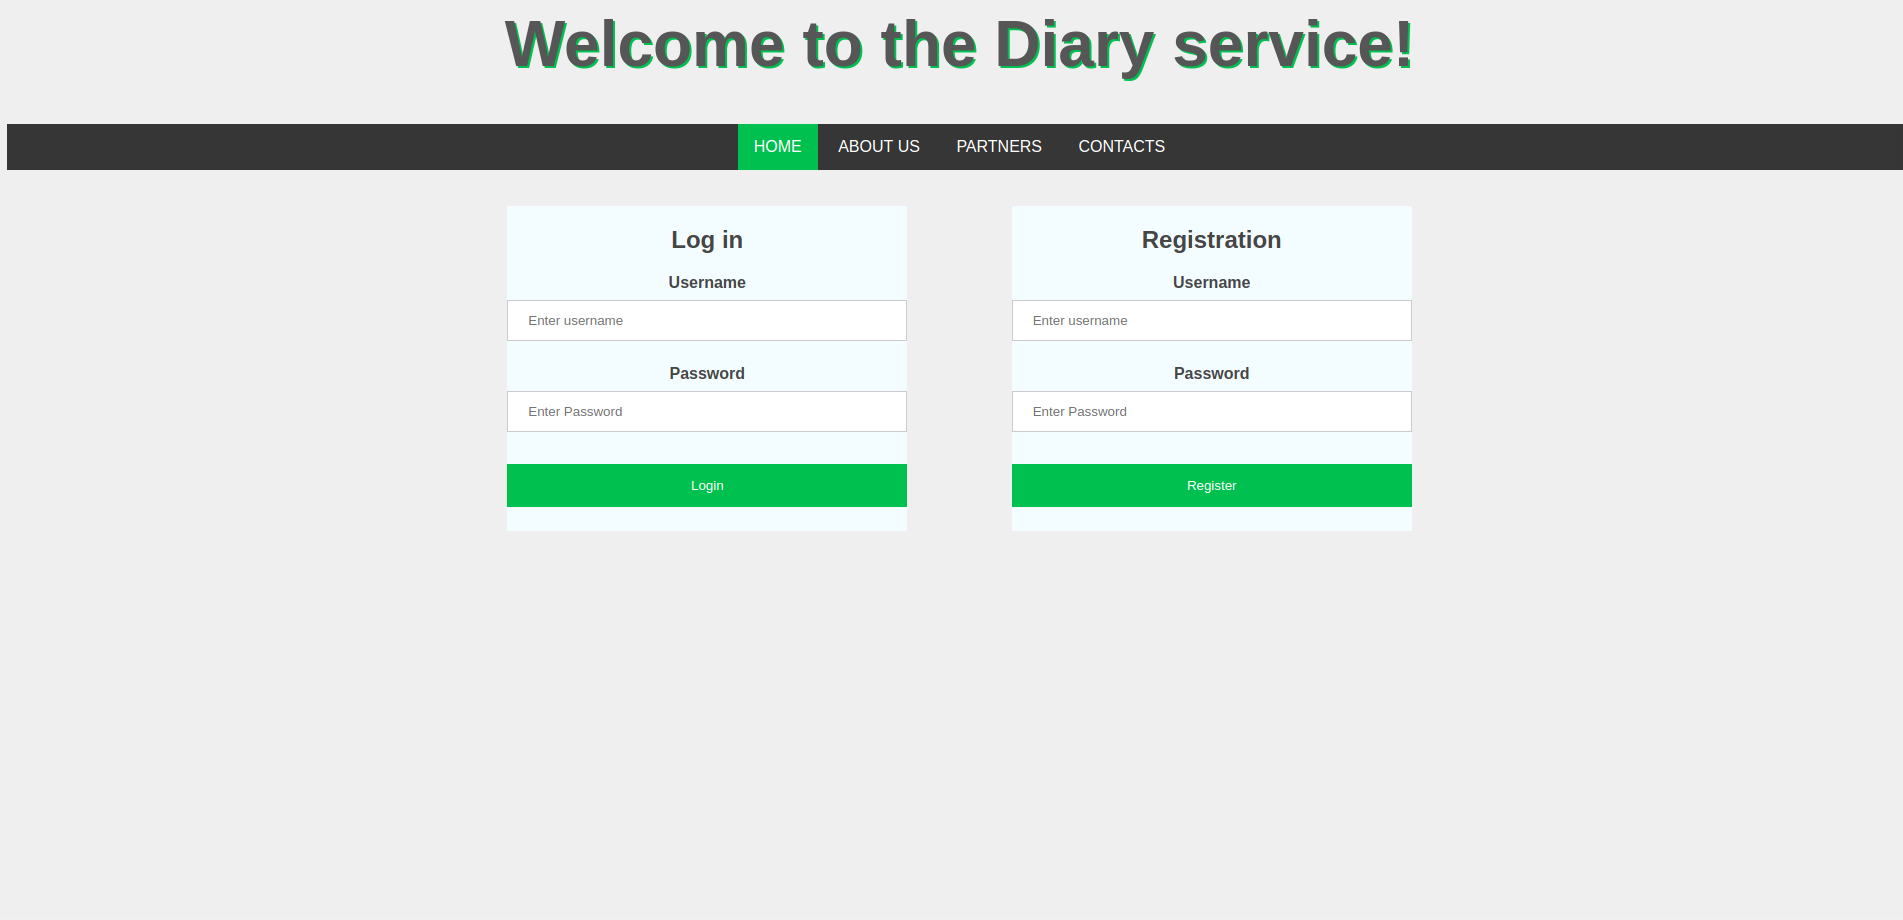 Welcome to the Diary service!
HOME ABOUT US PARTNERS CONTACTS
Log in
Username
Enter username
Password
Enter Password
Login
Registration
Username
Enter username
Password
Enter Password
Register